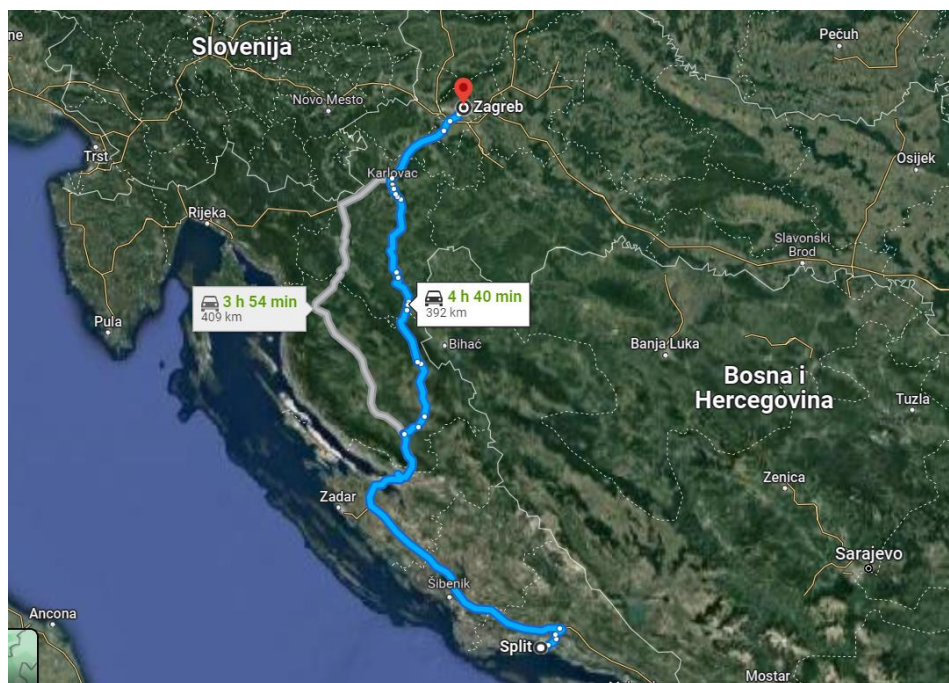 Slovenija
Pečuh
Novo Mesto
Zagreb
Trst
Karlovac
Osijek
Rijeka
Slavonski
Brod
3 h 54 min
409 km
4 h 40 min
392 km
Pula
Bihać
Banja Luka
Bosna i
Hercegovina
Tuzla
Zenica
Zadar
Sarajevo
Šibenik
Ancona
Split
Mostar